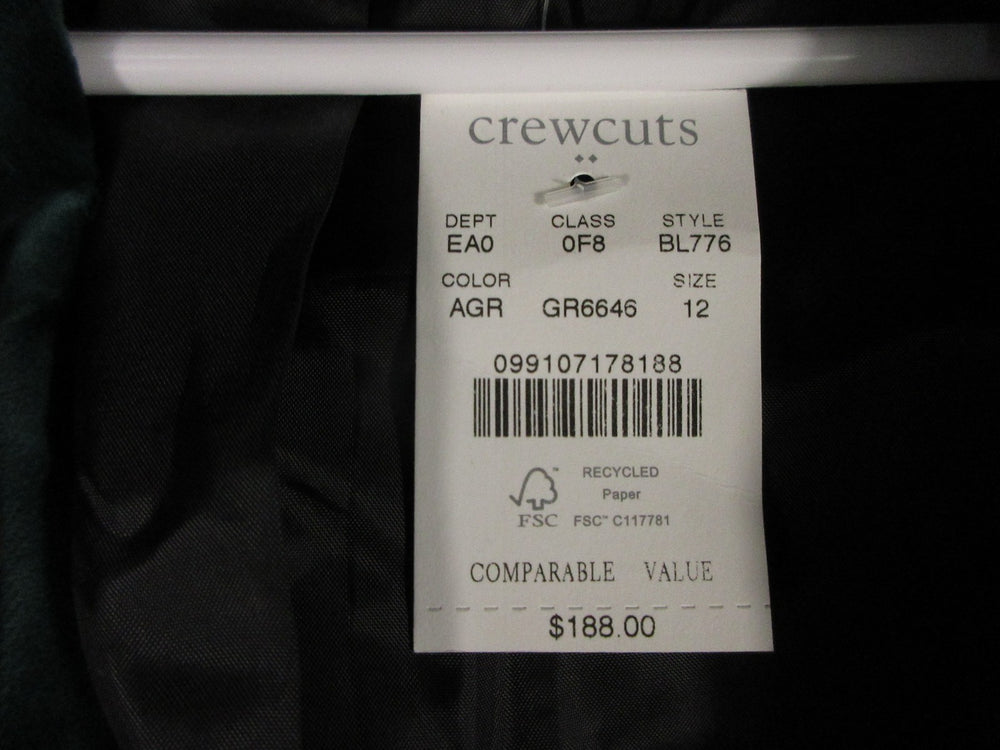 crewcuts
DEPT CLASS STYLE
EA0 0F8 BL776
COLOR SIZE
AGR GR6646 12
099107178188
RECYCLED
Paper
FSC™ FSC™ C117781
COMPARABLE VALUE
$188.00